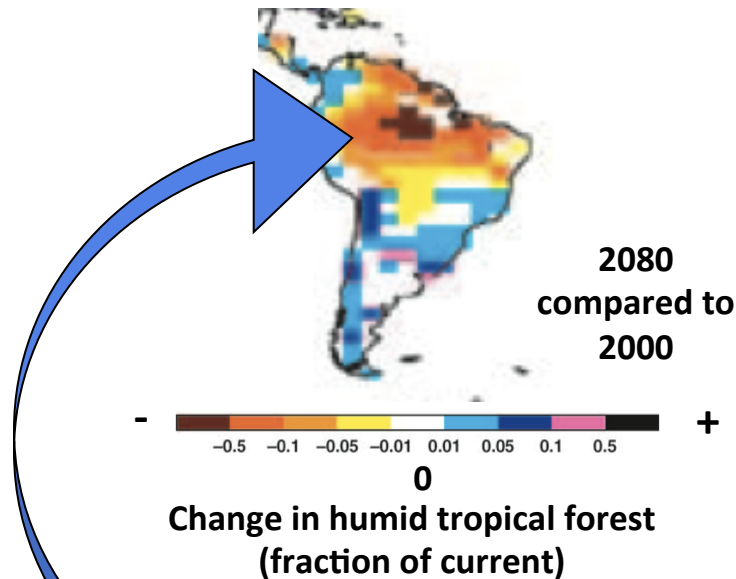 2080
compared to
2000
- +
−0.5 −0.1 −0.05 −0.01 0.01 0.05 0.1 0.5
0
Change in humid tropical forest
(fraction of current)